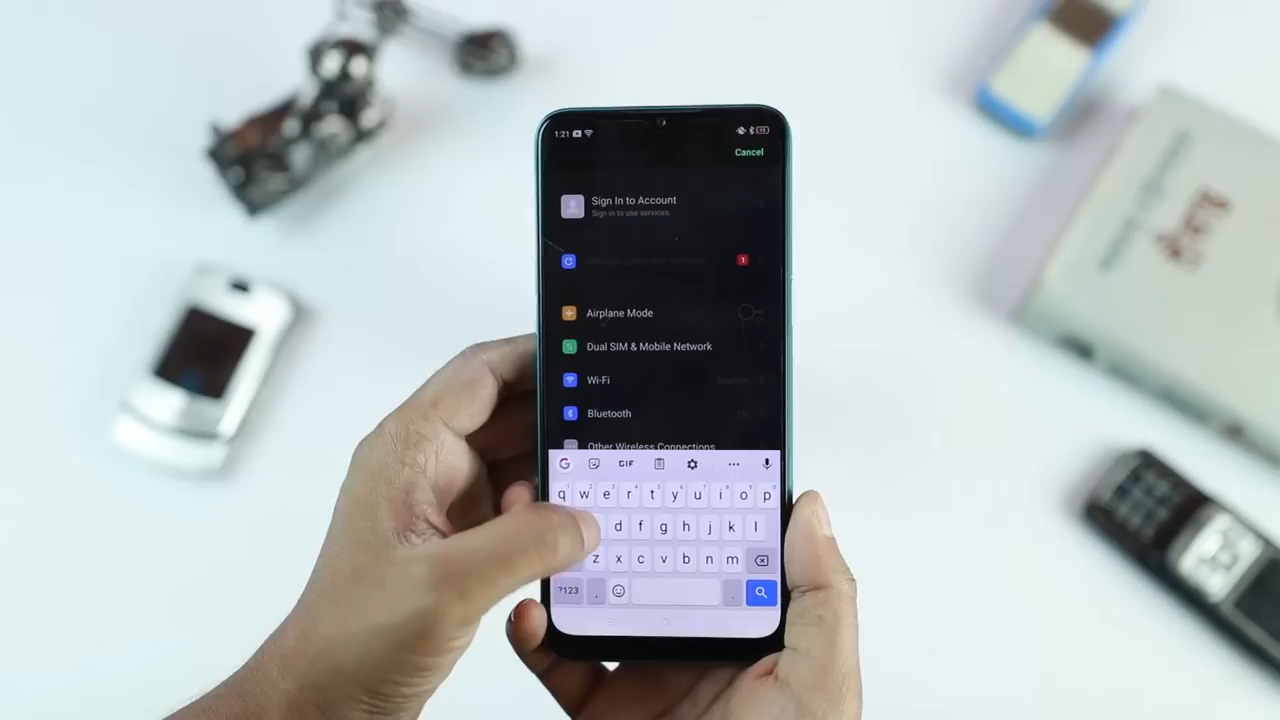 1:21
Cancel
Sign In to Account
Sign in to use services.
1
Airplane Mode
Dual SIM & Mobile Network
Wi-Fi
Bluetooth
Other Wireless Connections
GIF
q w e r t y u i o p
d f g h j k l
z x c v b n m
?123 , .